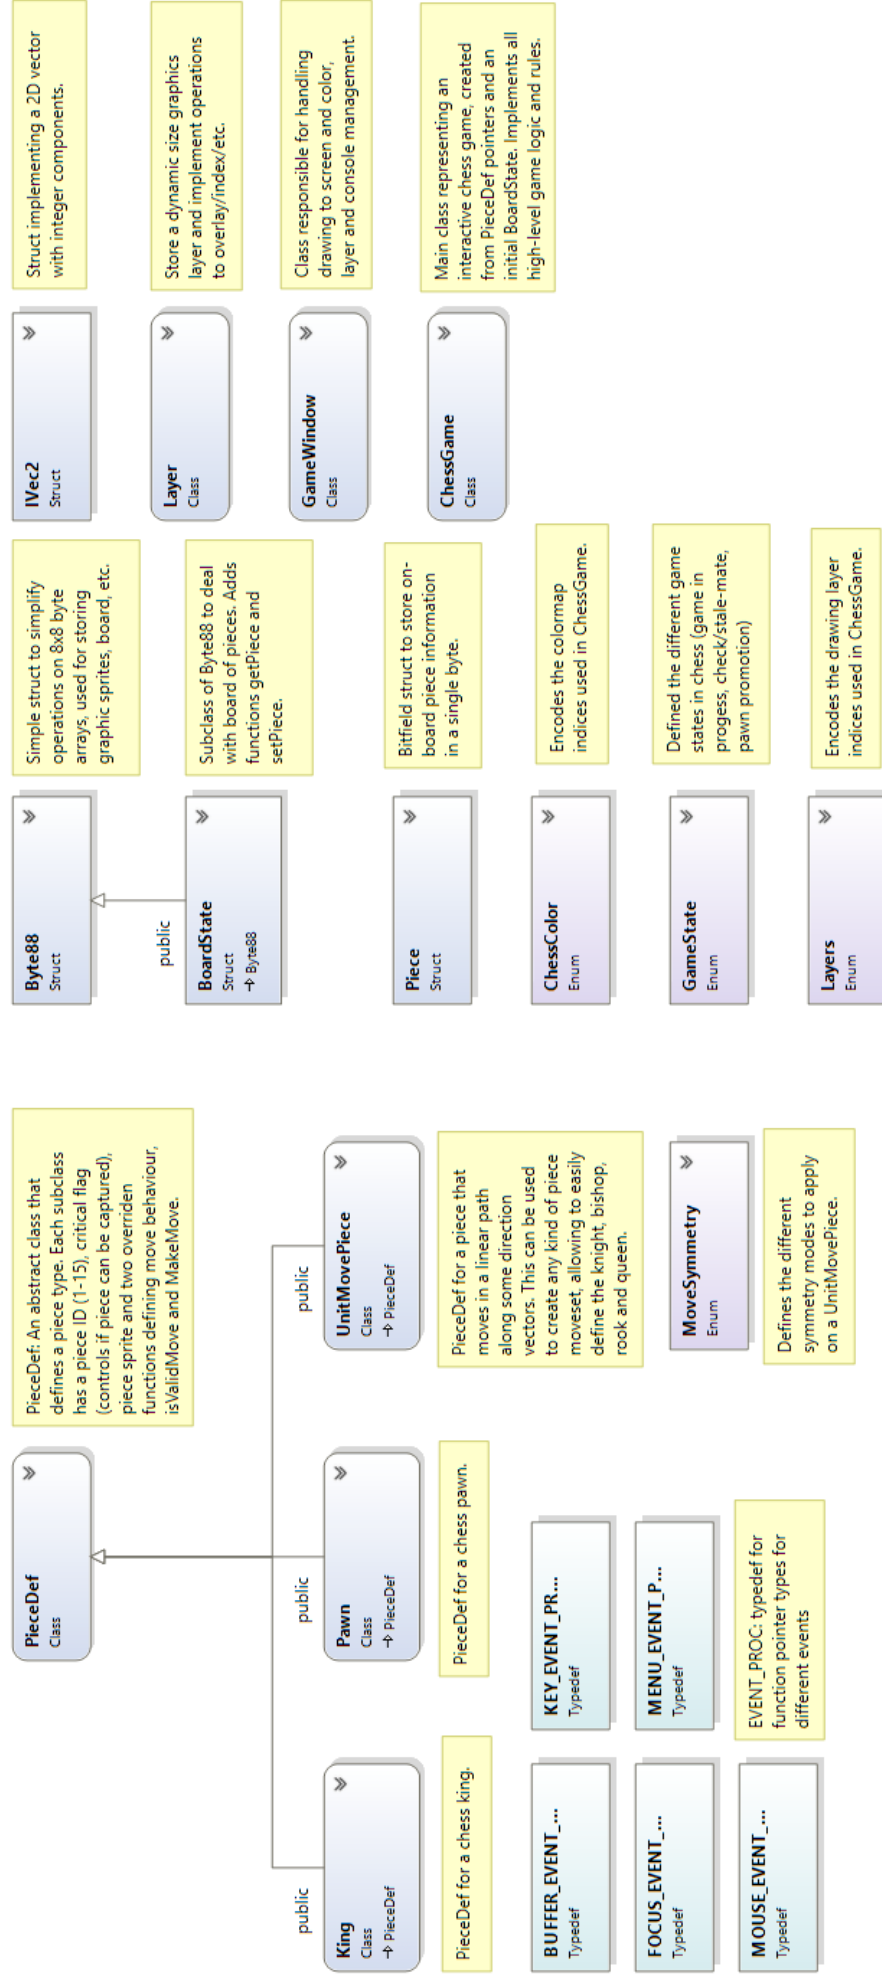 PieceDef
Class
PieceDef: An abstract class that
defines a piece type. Each subclass
has a piece ID (1-15), critical flag
(controls if piece can be captured),
piece sprite and two overriden
functions defining move behaviour,
isValidMove and MakeMove.
public
King
Class
PieceDef
PieceDef for a chess king.
public
Pawn
Class
PieceDef
PieceDef for a chess pawn.
public
UnitMovePiece
Class
PieceDef
PieceDef for a piece that
moves in a linear path
along some direction
vectors. This can be used
to create any kind of piece
moveset, allowing to easily
define the knight, bishop,
rook and queen.
MoveSymmetry
Enum
Defines the different
symmetry modes to apply
on a UnitMovePiece.
BUFFER_EVENT_...
Typedef
KEY_EVENT_PR...
Typedef
FOCUS_EVENT_...
Typedef
MENU_EVENT_P...
Typedef
MOUSE_EVENT_...
Typedef
EVENT_PROC: typedef for
function pointer types for
different events
Byte88
Struct
Simple struct to simplify
operations on 8x8 byte
arrays, used for storing
graphic sprites, board, etc.
public
BoardState
Struct
Byte88
Subclass of Byte88 to deal
with board of pieces. Adds
functions getPiece and
setPiece.
Piece
Struct
Bitfield struct to store on-
board piece information
in a single byte.
ChessColor
Enum
Encodes the colormap
indices used in ChessGame.
GameState
Enum
Defined the different game
states in chess (game in
progess, check/stale-mate,
pawn promotion)
Layers
Enum
Encodes the drawing layer
indices used in ChessGame.
IVec2
Struct
Struct implementing a 2D vector
with integer components.
Layer
Class
Store a dynamic size graphics
layer and implement operations
to overlay/index/etc.
GameWindow
Class
Class responsible for handling
drawing to screen and color,
layer and console management.
ChessGame
Class
Main class representing an
interactive chess game, created
from PieceDef pointers and an
initial BoardState. Implements all
high-level game logic and rules.